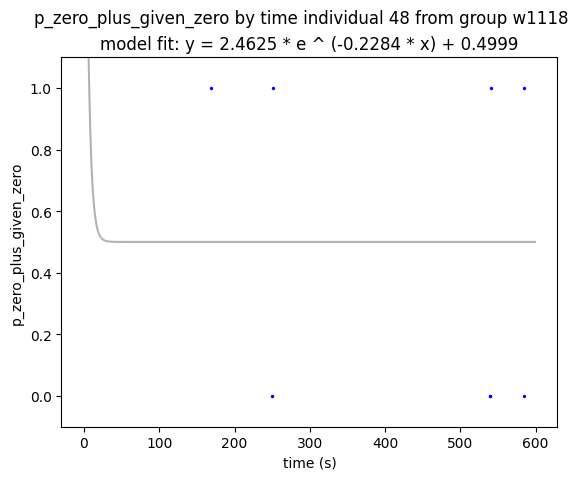 p_zero_plus_given_zero by time individual 48 from group w1118
model fit: y = 2.4625 * e ^ (-0.2284 * x) + 0.4999
1.0
0.8
0.6
0.4
0.2
0.0
p_zero_plus_given_zero
0 100 200 300 400 500 600
time (s)